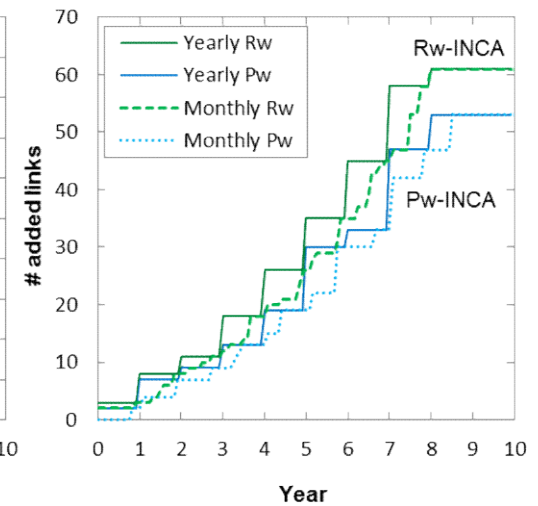 70
60
50
40
30
20
10
0
# added links
Yearly Rw
Yearly Pw
Monthly Rw
Monthly Pw
Rw-INCA
Pw-INCA
10
0 1 2 3 4 5 6 7 8 9 10
Year